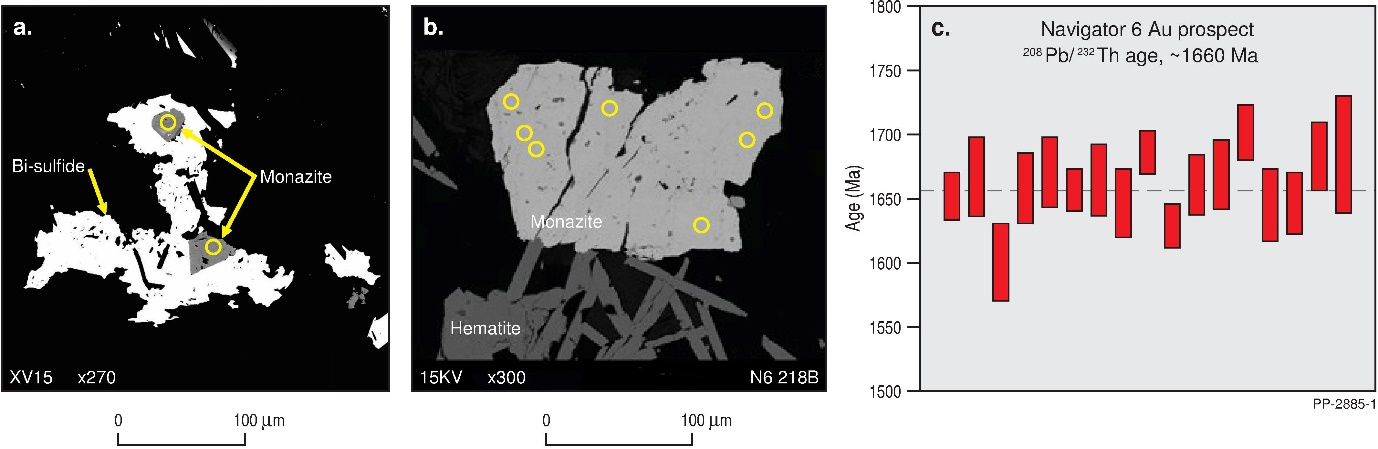 a.
Bi-sulfide
Monazite
XV15 x270
0 100 μm
b.
Monazite
Hematite
15KV x300 N6 218B
0 100 μm
c.
Navigator 6 Au prospect
²⁰⁸Pb/²³²Th age, ~1660 Ma
Age (Ma)
1800
1750
1700
1650
1600
1550
1500
PP-2885-1